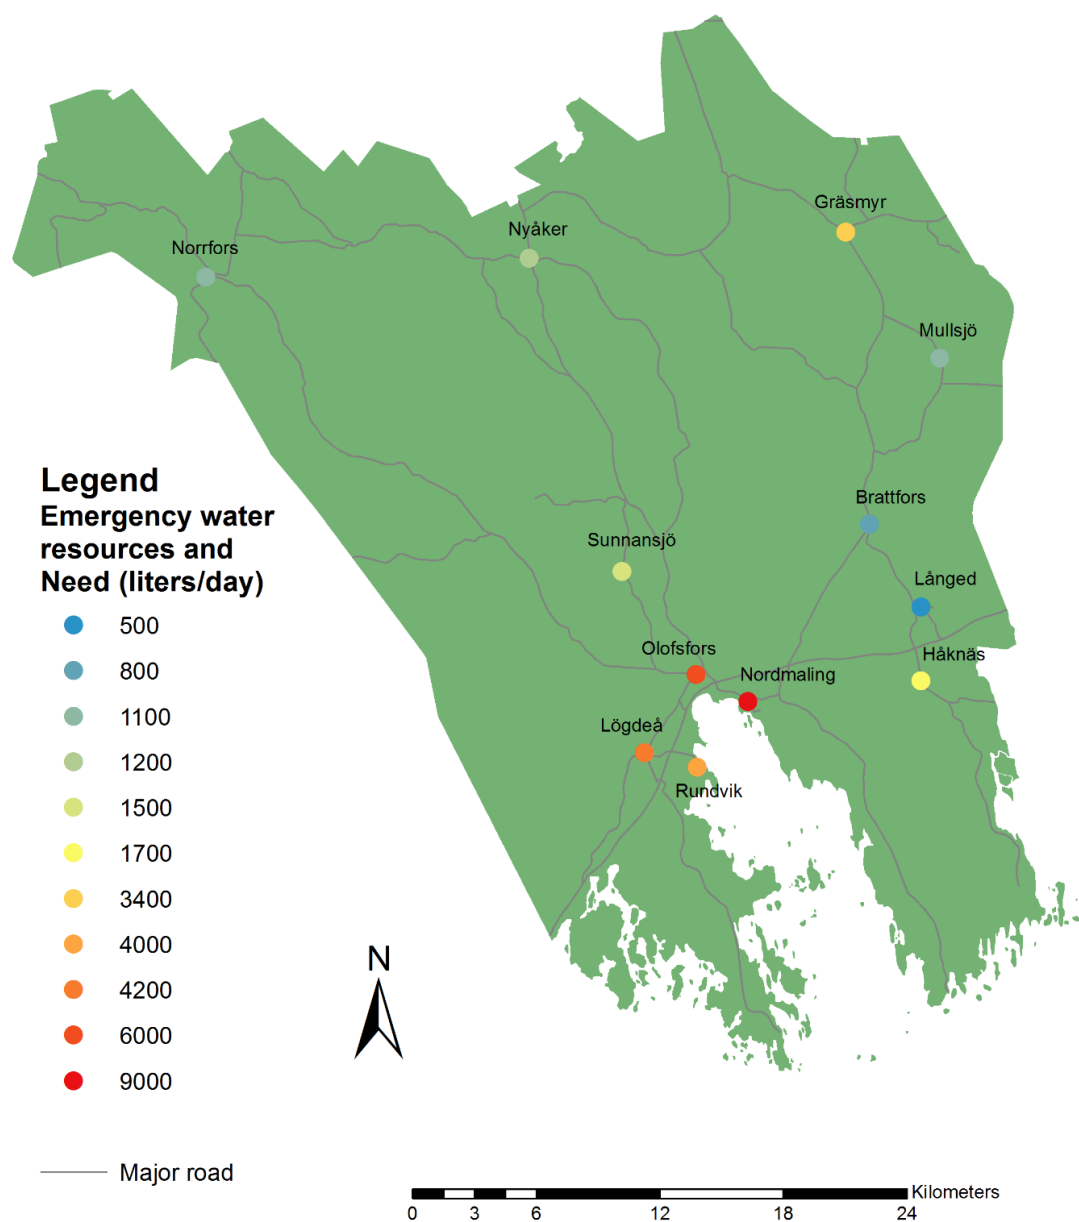 Gräsmyr
Nyåker
Norrfors
Mullsjö
Legend
Emergency water
resources and
Need (liters/day)
500
800
1100
1200
1500
1700
3400
4000
4200
6000
9000
Major road
Brattfors
Sunnansjö
Långed
Olofsfors
Håknäs
Nordmaling
Lögdeå
Rundvik
N
Kilometers
0 3 6 12 18 24